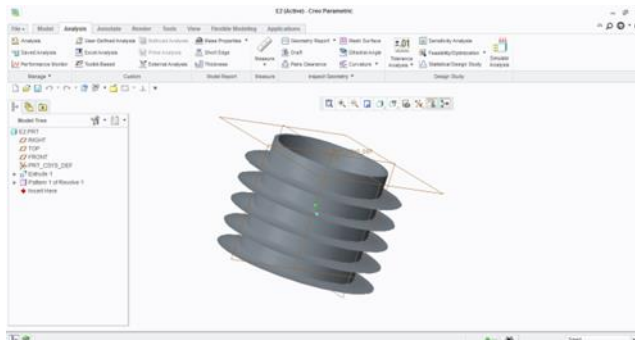 E2 (Active) - Creo Parametric
File Model Analysis Annotate Render Tools View Flexible Modeling Applications
Analysis User-Defined Analysis Mass Properties Geometry Report Mesh Surface Sensitivity Analysis
Saved Analysis Excel Analysis Short Edge Measure Draft Dihedral Angle Tolerance Analysis Feasibility/Optimization Simulate Analysis
Performance Monitor Toolkit-Based External Analysis Thickness Pairs Clearance Curvature Statistical Design Study
Manage Custom Model Report Measure Inspect Geometry Design Study
Model Tree
E2.PRT
RIGHT
TOP
FRONT
PRT_CSYS_DEF
Extrude 1
Pattern 1 of Revolve 1
Insert Here